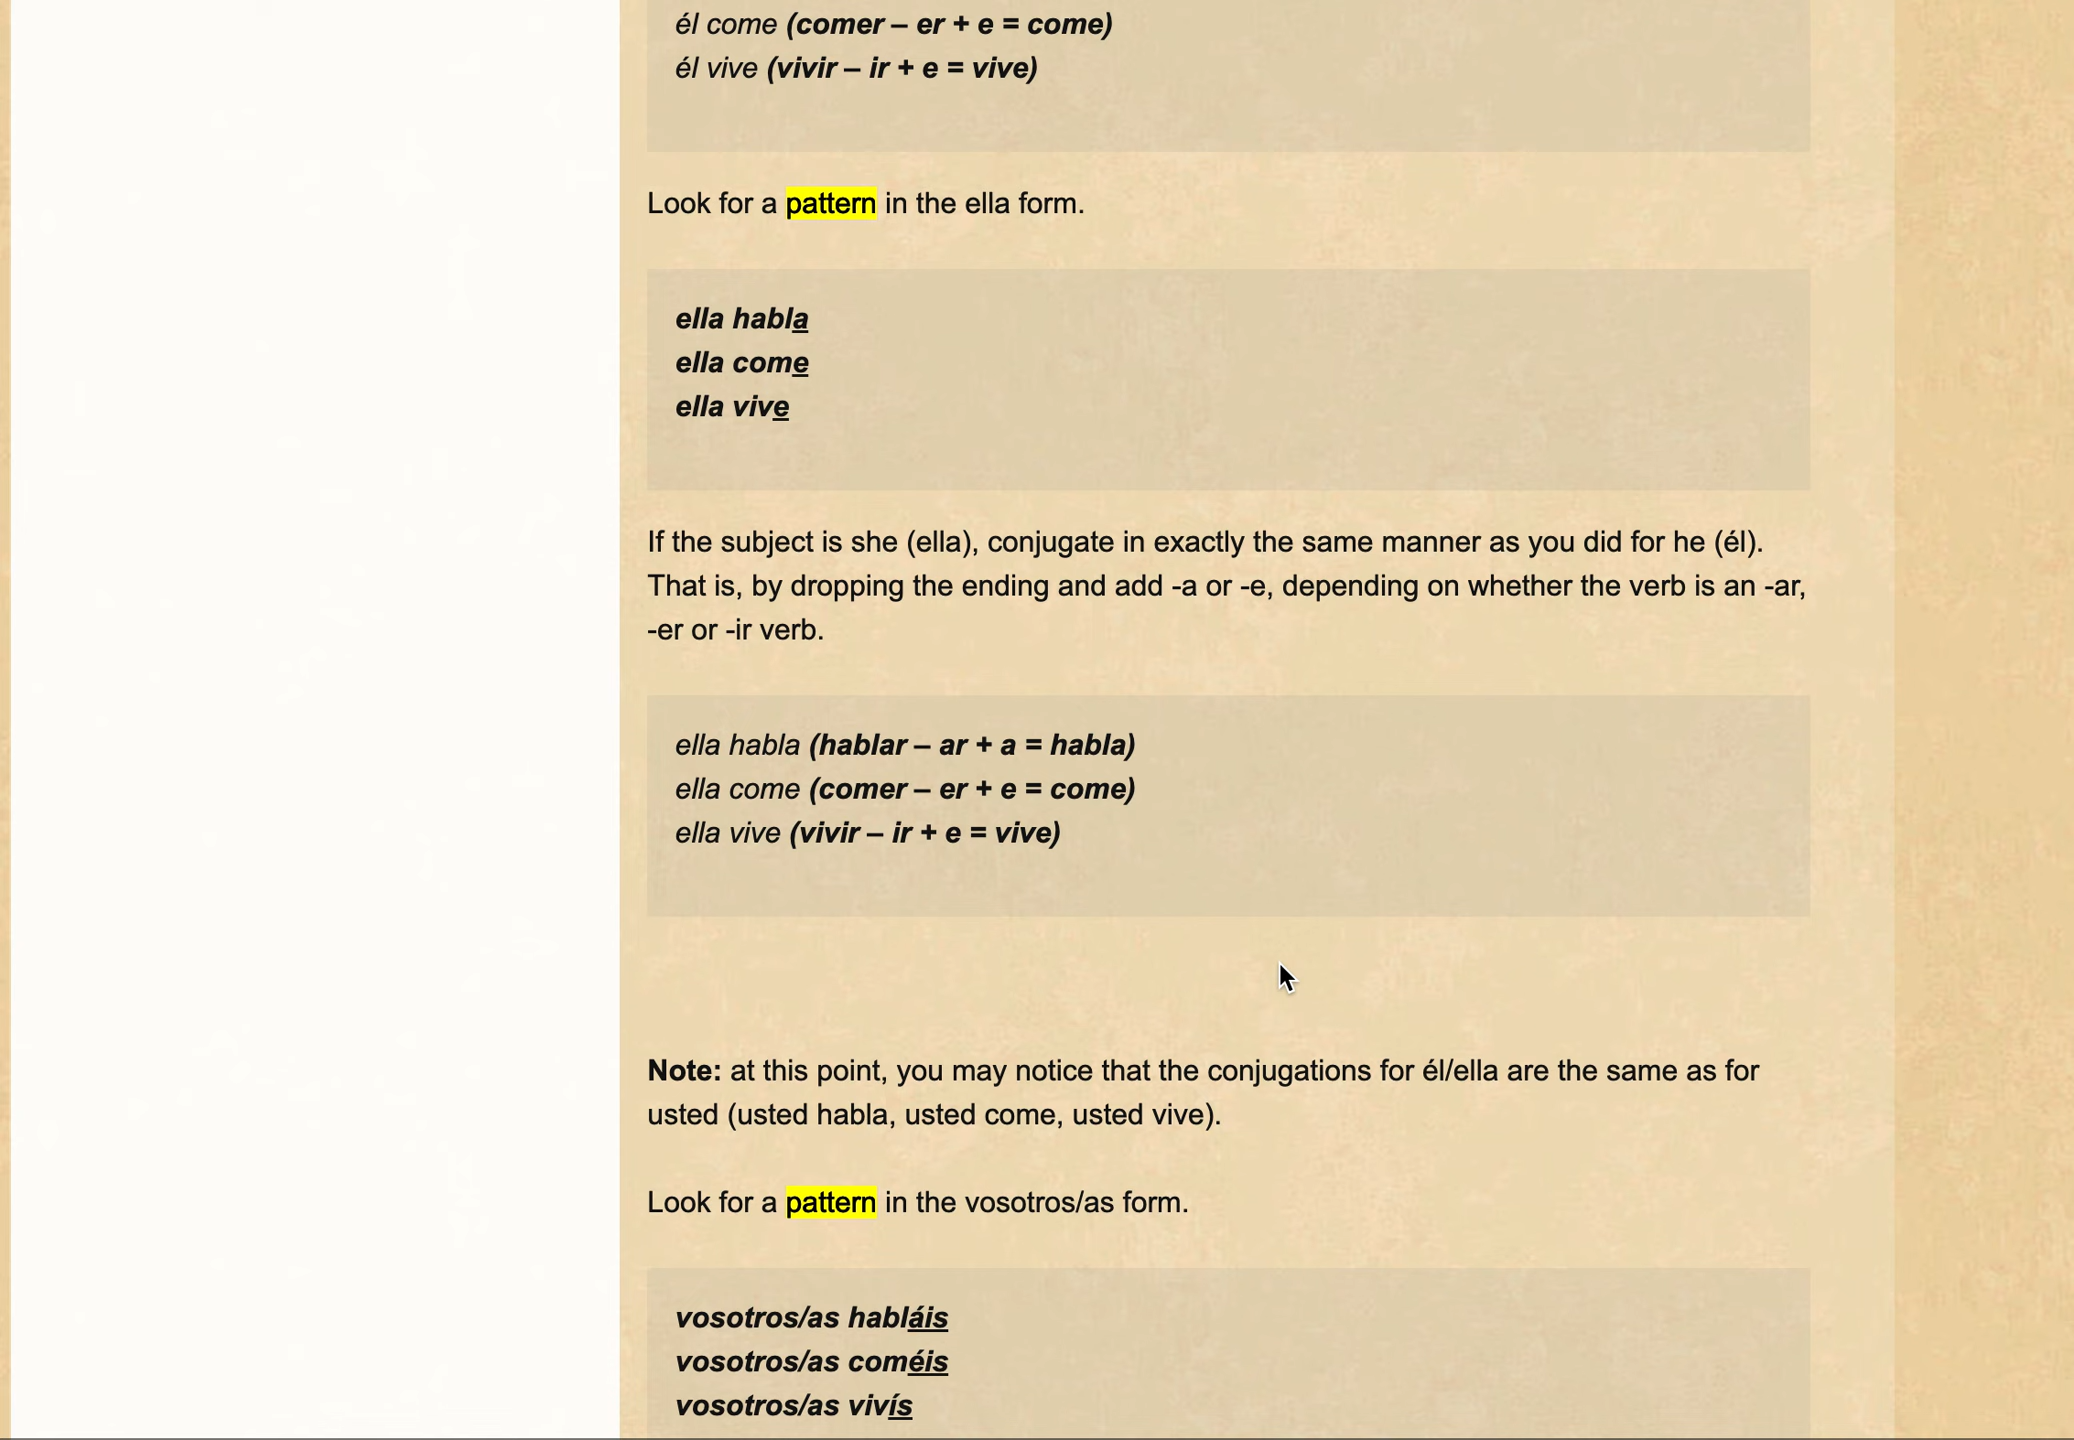 él come (comer – er + e = come)
él vive (vivir – ir + e = vive)
Look for a pattern in the ella form.
ella habla
ella come
ella vive
If the subject is she (ella), conjugate in exactly the same manner as you did for he (él).
That is, by dropping the ending and add -a or -e, depending on whether the verb is an -ar,
-er or -ir verb.
ella habla (hablar – ar + a = habla)
ella come (comer – er + e = come)
ella vive (vivir – ir + e = vive)
Note: at this point, you may notice that the conjugations for él/ella are the same as for
usted (usted habla, usted come, usted vive).
Look for a pattern in the vosotros/as form.
vosotros/as habláis
vosotros/as coméis
vosotros/as vivís